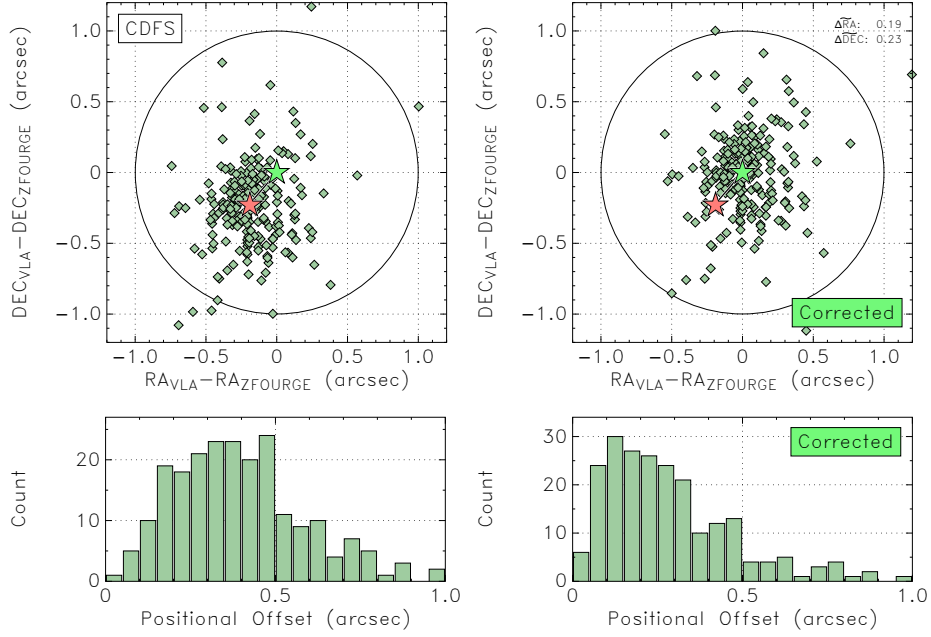 CDFS
1.0
0.5
0
−0.5
−1.0
DEC_VLA−DEC_ZFOURGE (arcsec)
−1.0 −0.5 0 0.5 1.0
RA_VLA−RA_ZFOURGE (arcsec)
ΔRA: 0.19
ΔDEC: 0.23
1.0
0.5
0
−0.5
−1.0
DEC_VLA−DEC_ZFOURGE (arcsec)
Corrected
−1.0 −0.5 0 0.5 1.0
RA_VLA−RA_ZFOURGE (arcsec)
20
10
0
Count
0 0.5 1.0
Positional Offset (arcsec)
Corrected
30
20
10
0
Count
0 0.5 1.0
Positional Offset (arcsec)